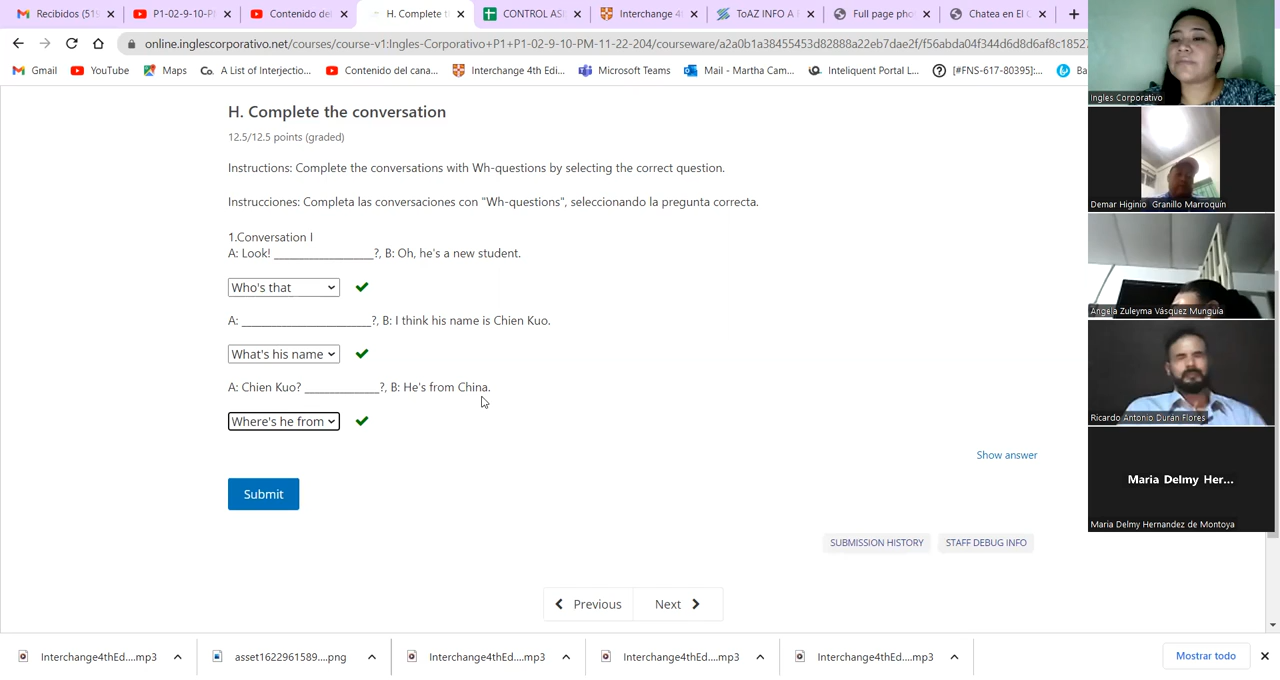 Recibidos (51
P1-02-9-10-P
Contenido de
H. Complete t
CONTROL AS
Interchange 4
ToAZ INFO A
Full page pho
Chatea en El C
online.inglescorporativo.net/courses/course-v1:Ingles-Corporativo+P1+P1-02-9-10-PM-11-22-204/courseware/a2a0b1a38455453d82888a22eb7dae2f/f56abda04f344d6d8d6af8c1852
Gmail
YouTube
Maps
A List of Interjectio...
Contenido del cana...
Interchange 4th Edi...
Microsoft Teams
Mail - Martha Cam...
Inteliquent Portal L...
[#FNS-617-80395]:...
Ba
H. Complete the conversation
12.5/12.5 points (graded)
Instructions: Complete the conversations with Wh-questions by selecting the correct question.
Instrucciones: Completa las conversaciones con "Wh-questions", seleccionando la pregunta correcta.
1.Conversation I
A: Look! ___________________?, B: Oh, he's a new student.
Who's that
A: _________________________?, B: I think his name is Chien Kuo.
What's his name
A: Chien Kuo? ______________?, B: He's from China.
Where's he from
Show answer
Submit
SUBMISSION HISTORY
STAFF DEBUG INFO
Previous
Next
Ingles Corporativo
Demar Higinio Granillo Marroquín
Angela Zuleyma Vásquez Munguía
Ricardo Antonio Durán Flores
Maria Delmy Her...
Maria Delmy Hernandez de Montoya
Interchange4thEd....mp3
asset1622961589....png
Interchange4thEd....mp3
Interchange4thEd....mp3
Interchange4thEd....mp3
Mostrar todo